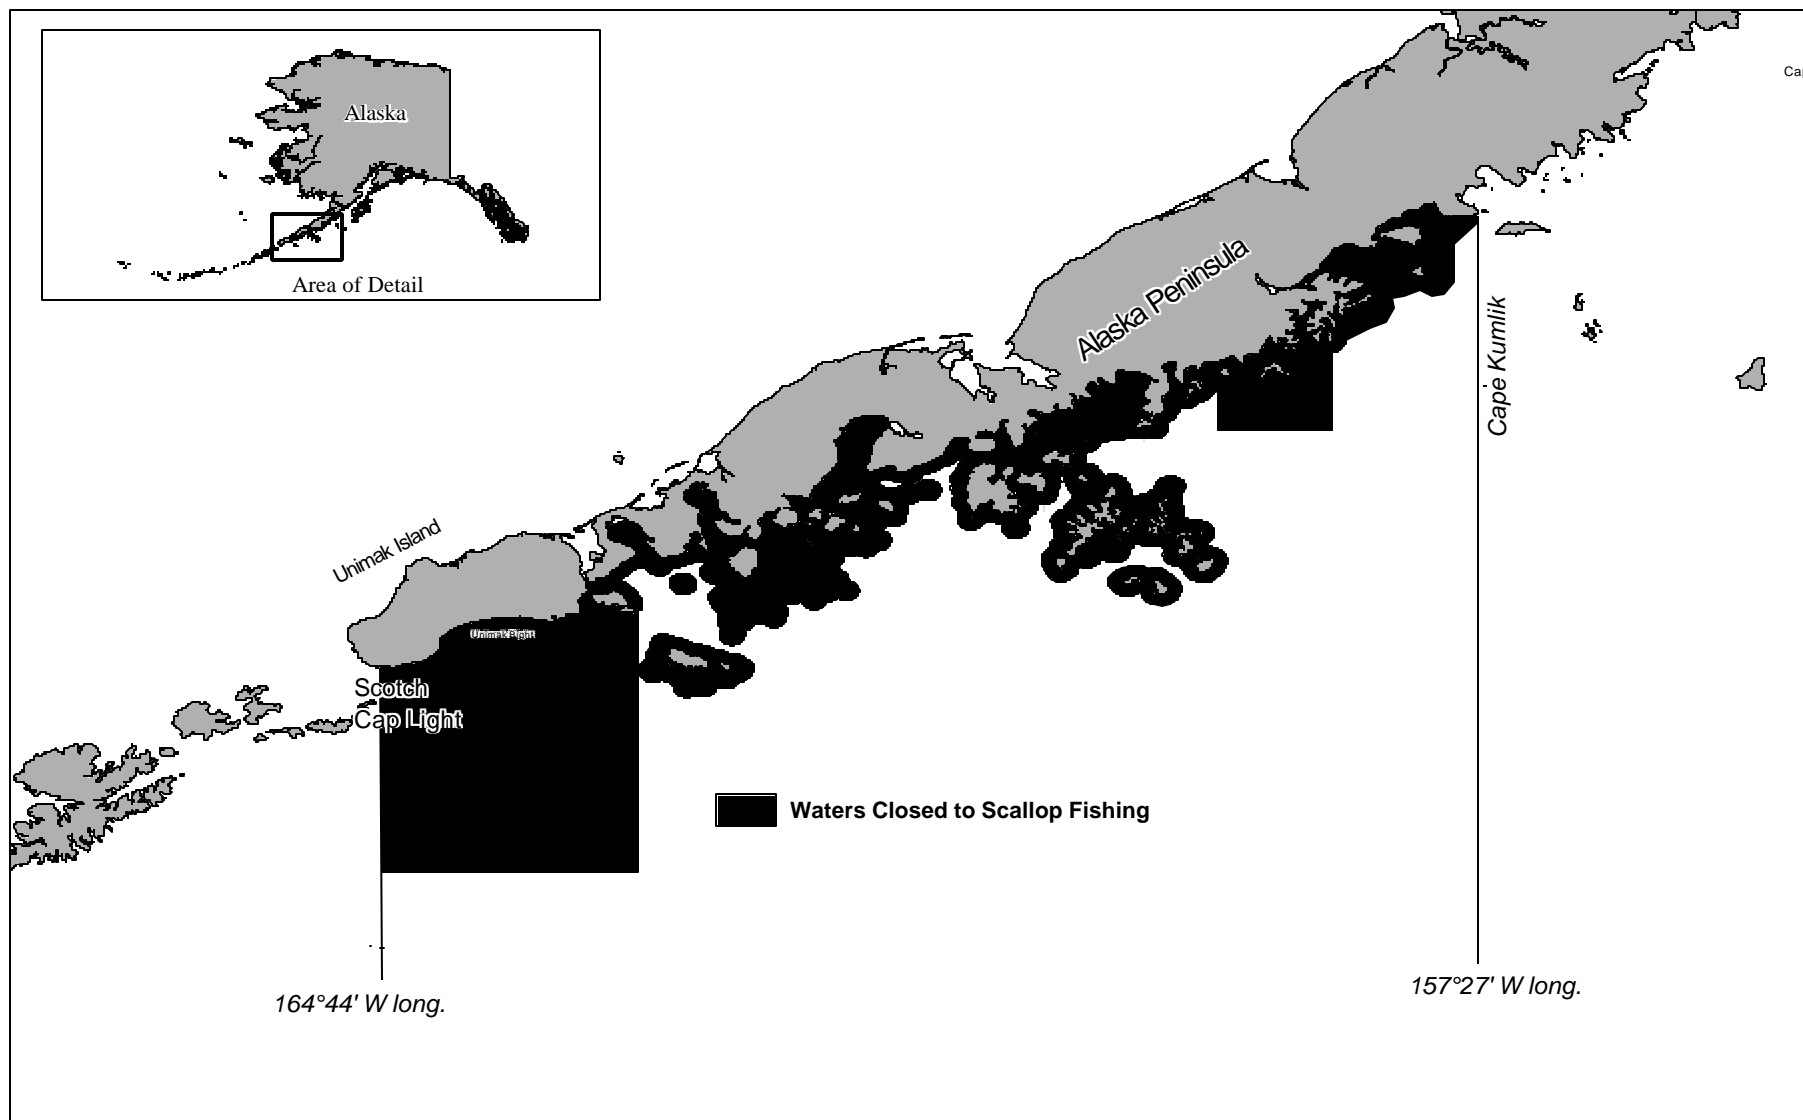 Alaska
Area of Detail
Cap
Alaska Peninsula
Cape Kumlik
Unimak Island
Unimak Bight
Scotch
Cap Light
Waters Closed to Scallop Fishing
164°44' W long.
157°27' W long.